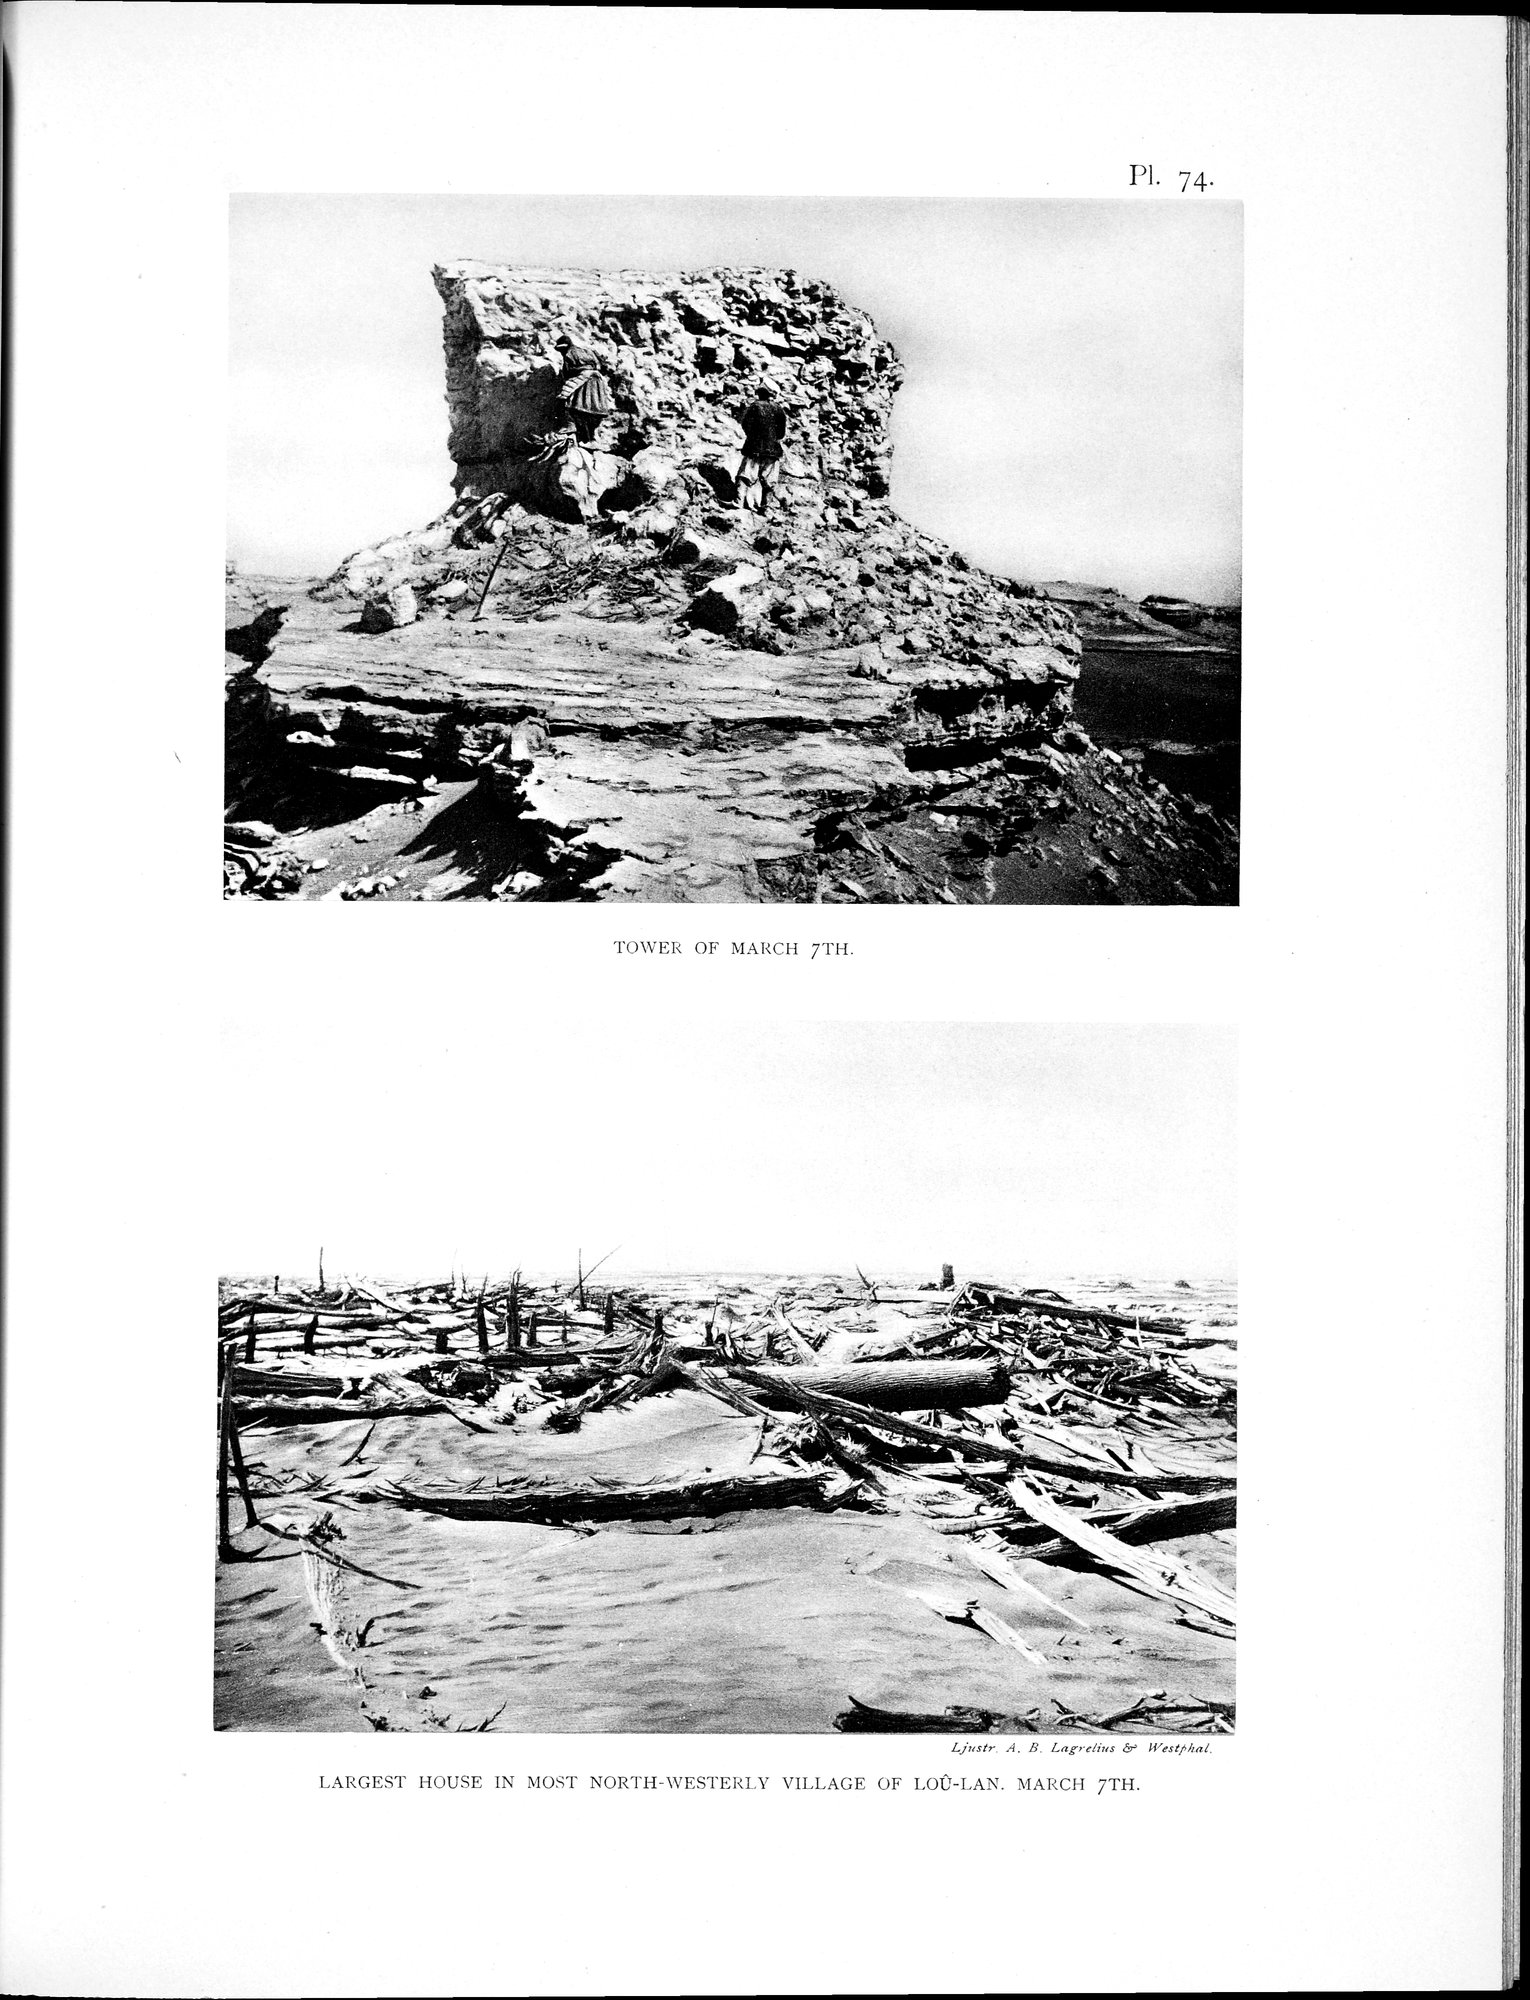 Pl. 74.
TOWER OF MARCH 7TH.
Ljustr. A. B. Lagrelius & Westphal.
LARGEST HOUSE IN MOST NORTH-WESTERLY VILLAGE OF LOÛ-LAN. MARCH 7TH.